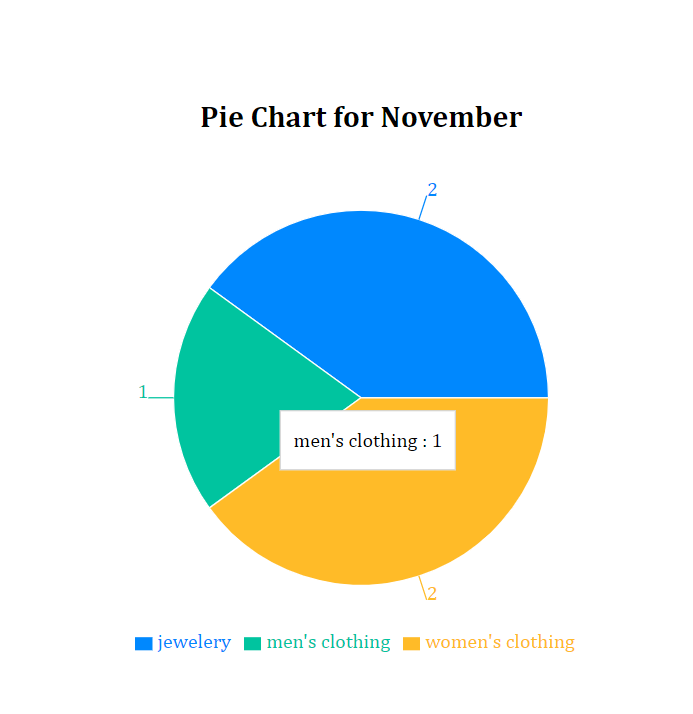 Pie Chart for November
2
1
men's clothing : 1
2
jewelery men's clothing women's clothing